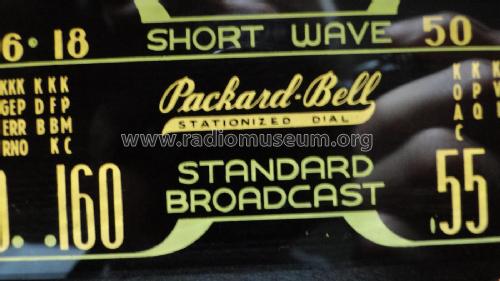 6 · 18 SHORT WAVE 50
KKK KK K
GEP DFP
ERR BBM
RNO KC
Packard-Bell
STATIONIZED DIAL
www.radiomuseum.org
STANDARD
BROADCAST
160 55
K
O
A
C